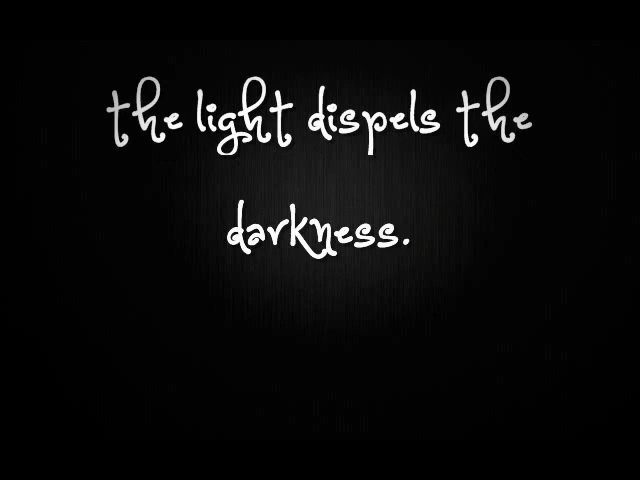 the light dispels the
darkness.